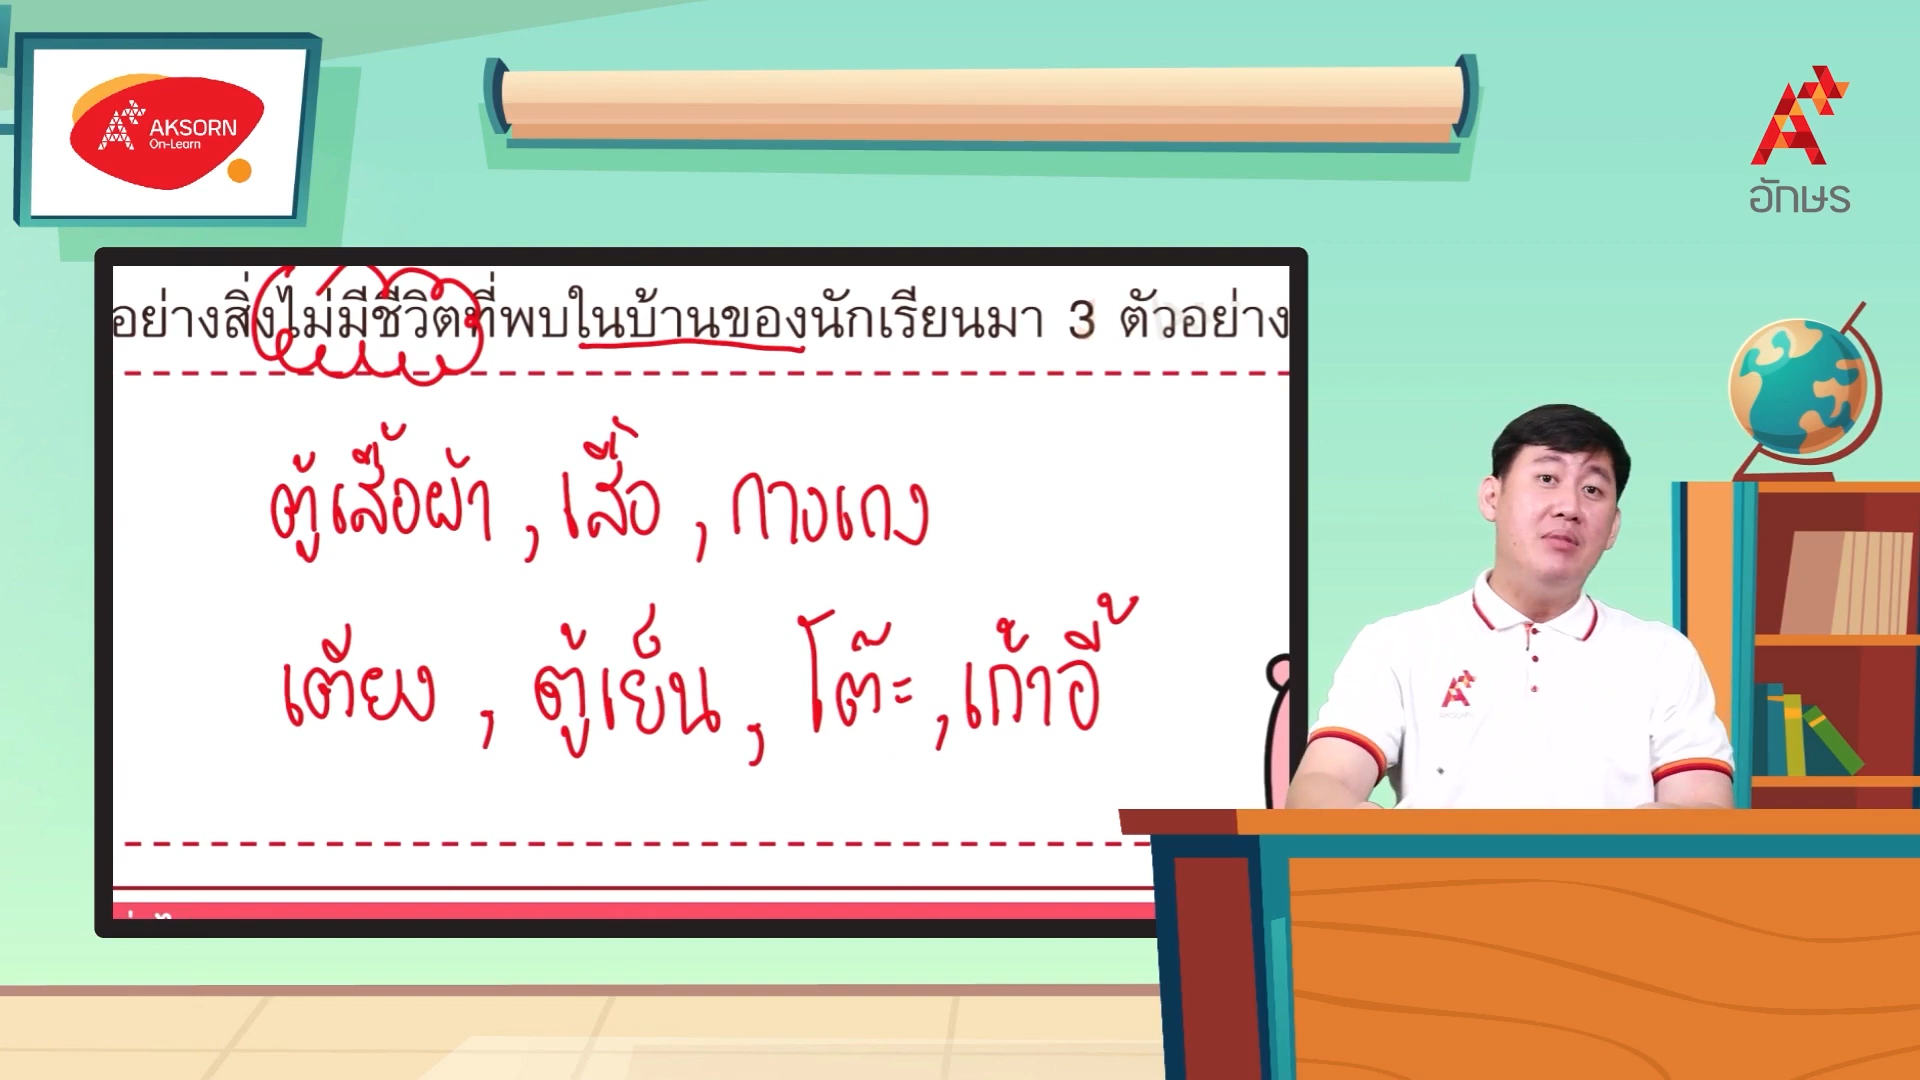 AKSORN
On-Learn
อักษร
อย่างสิ่งไม่มีชีวิตที่พบในบ้านของนักเรียนมา 3 ตัวอย่าง
ตู้เสื้อผ้า , เสื้อ , กางเกง
เตียง , ตู้เย็น , โต๊ะ , เก้าอี้